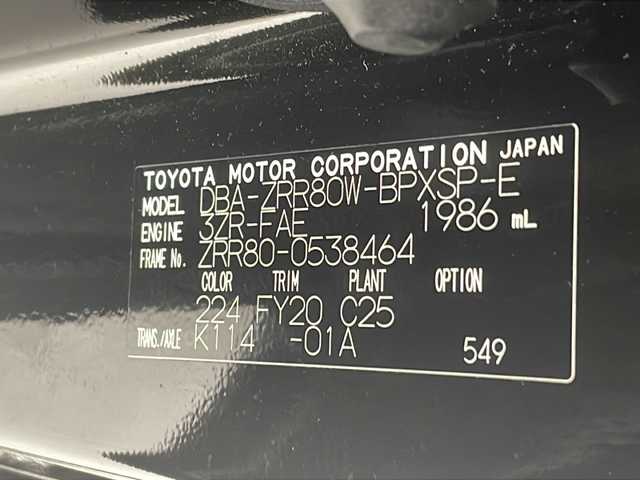 TOYOTA MOTOR CORPORATION JAPAN
MODEL DBA-ZRR80W-BPXSP-E
ENGINE 3ZR-FAE 1986 mL
FRAME No. ZRR80-0538464
COLOR TRIM PLANT OPTION
224 FY20 C25
TRANS./AXLE K114 -01A 549